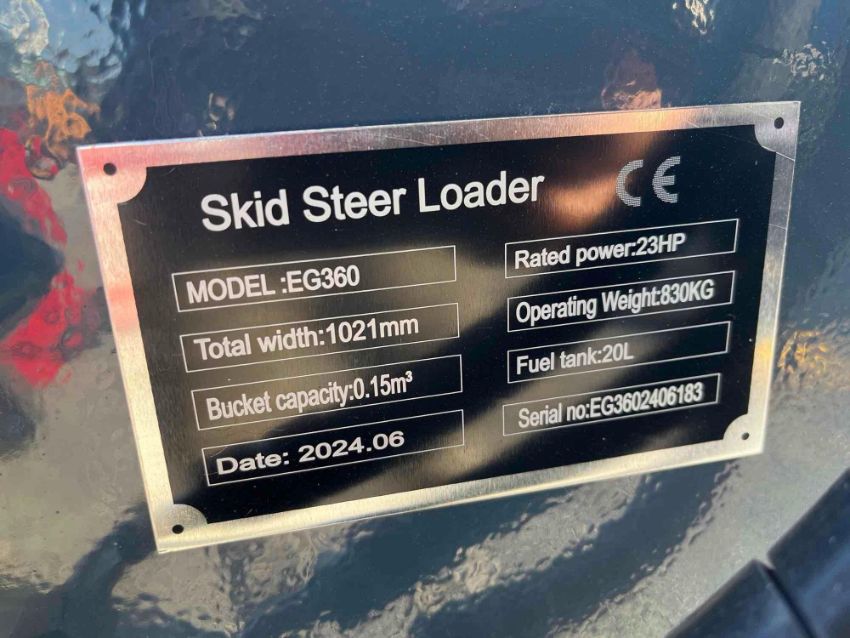 Skid Steer Loader CE
MODEL :EG360
Total width:1021mm
Bucket capacity:0.15m³
Date: 2024.06
Rated power:23HP
Operating Weight:830KG
Fuel tank:20L
Serial no:EG3602406183